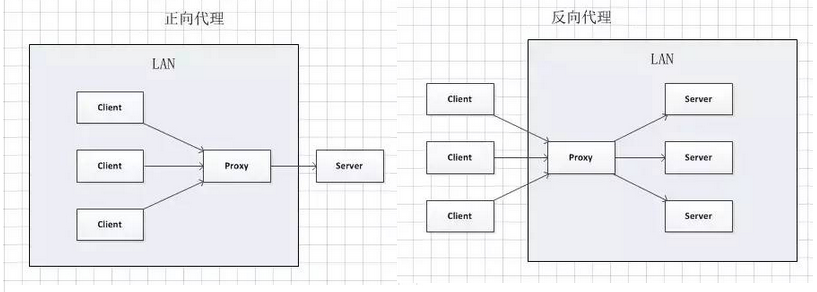 正向代理
LAN
Client
Client
Proxy
Server
Client
反向代理
LAN
Client
Server
Client
Proxy
Server
Client
Server